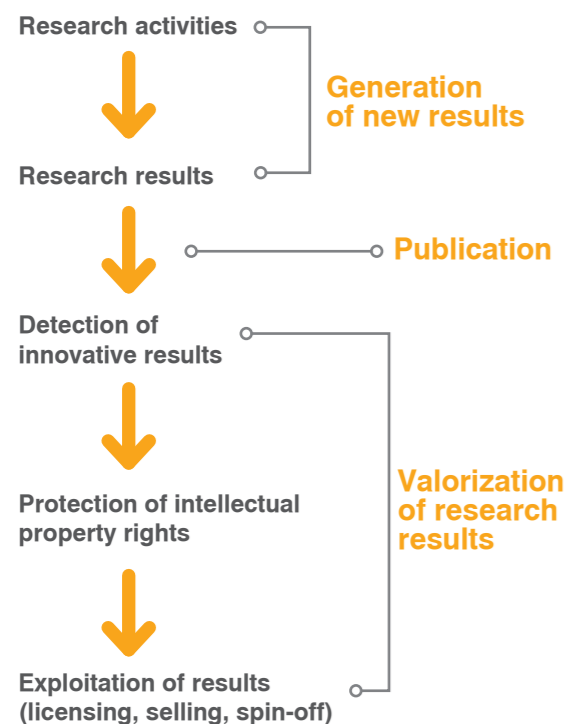 Research activities
Generation
of new results
Research results
Publication
Detection of
innovative results
Valorization
of research
results
Protection of intellectual
property rights
Exploitation of results
(licensing, selling, spin-off)